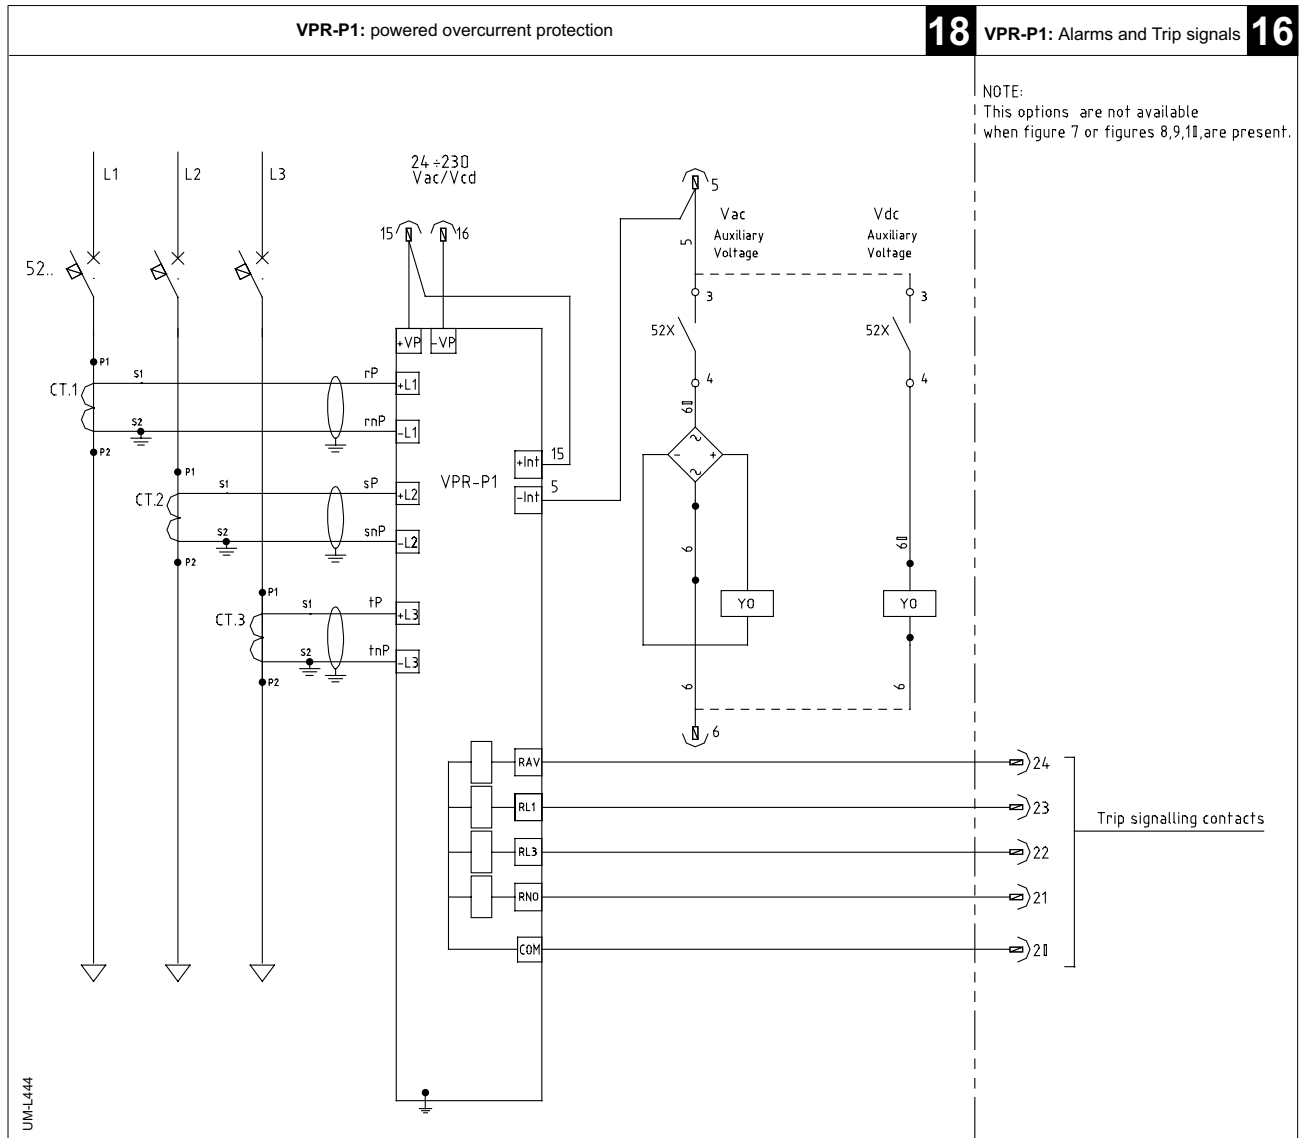 VPR-P1: powered overcurrent protection
18
VPR-P1: Alarms and Trip signals
16
NOTE:
This options are not available
when figure 7 or figures 8,9,10,are present.
L1
L2
L3
24÷230
Vac/Vcd
15
16
5
5
Vac
Auxiliary
Voltage
Vdc
Auxiliary
Voltage
52..
3
3
52X
52X
+VP
-VP
P1
CT.1
S1
rP
+L1
4
4
60
S2
rnP
-L1
P2
~
-
+
~
+Int
15
P1
CT.2
S1
sP
+L2
VPR-P1
-Int
5
S2
snP
-L2
P2
6
60
P1
CT.3
S1
tP
+L3
YO
YO
S2
tnP
-L3
P2
6
6
6
RAV
24
RL1
23
Trip signalling contacts
RL3
22
RNO
21
COM
20
UM-L444